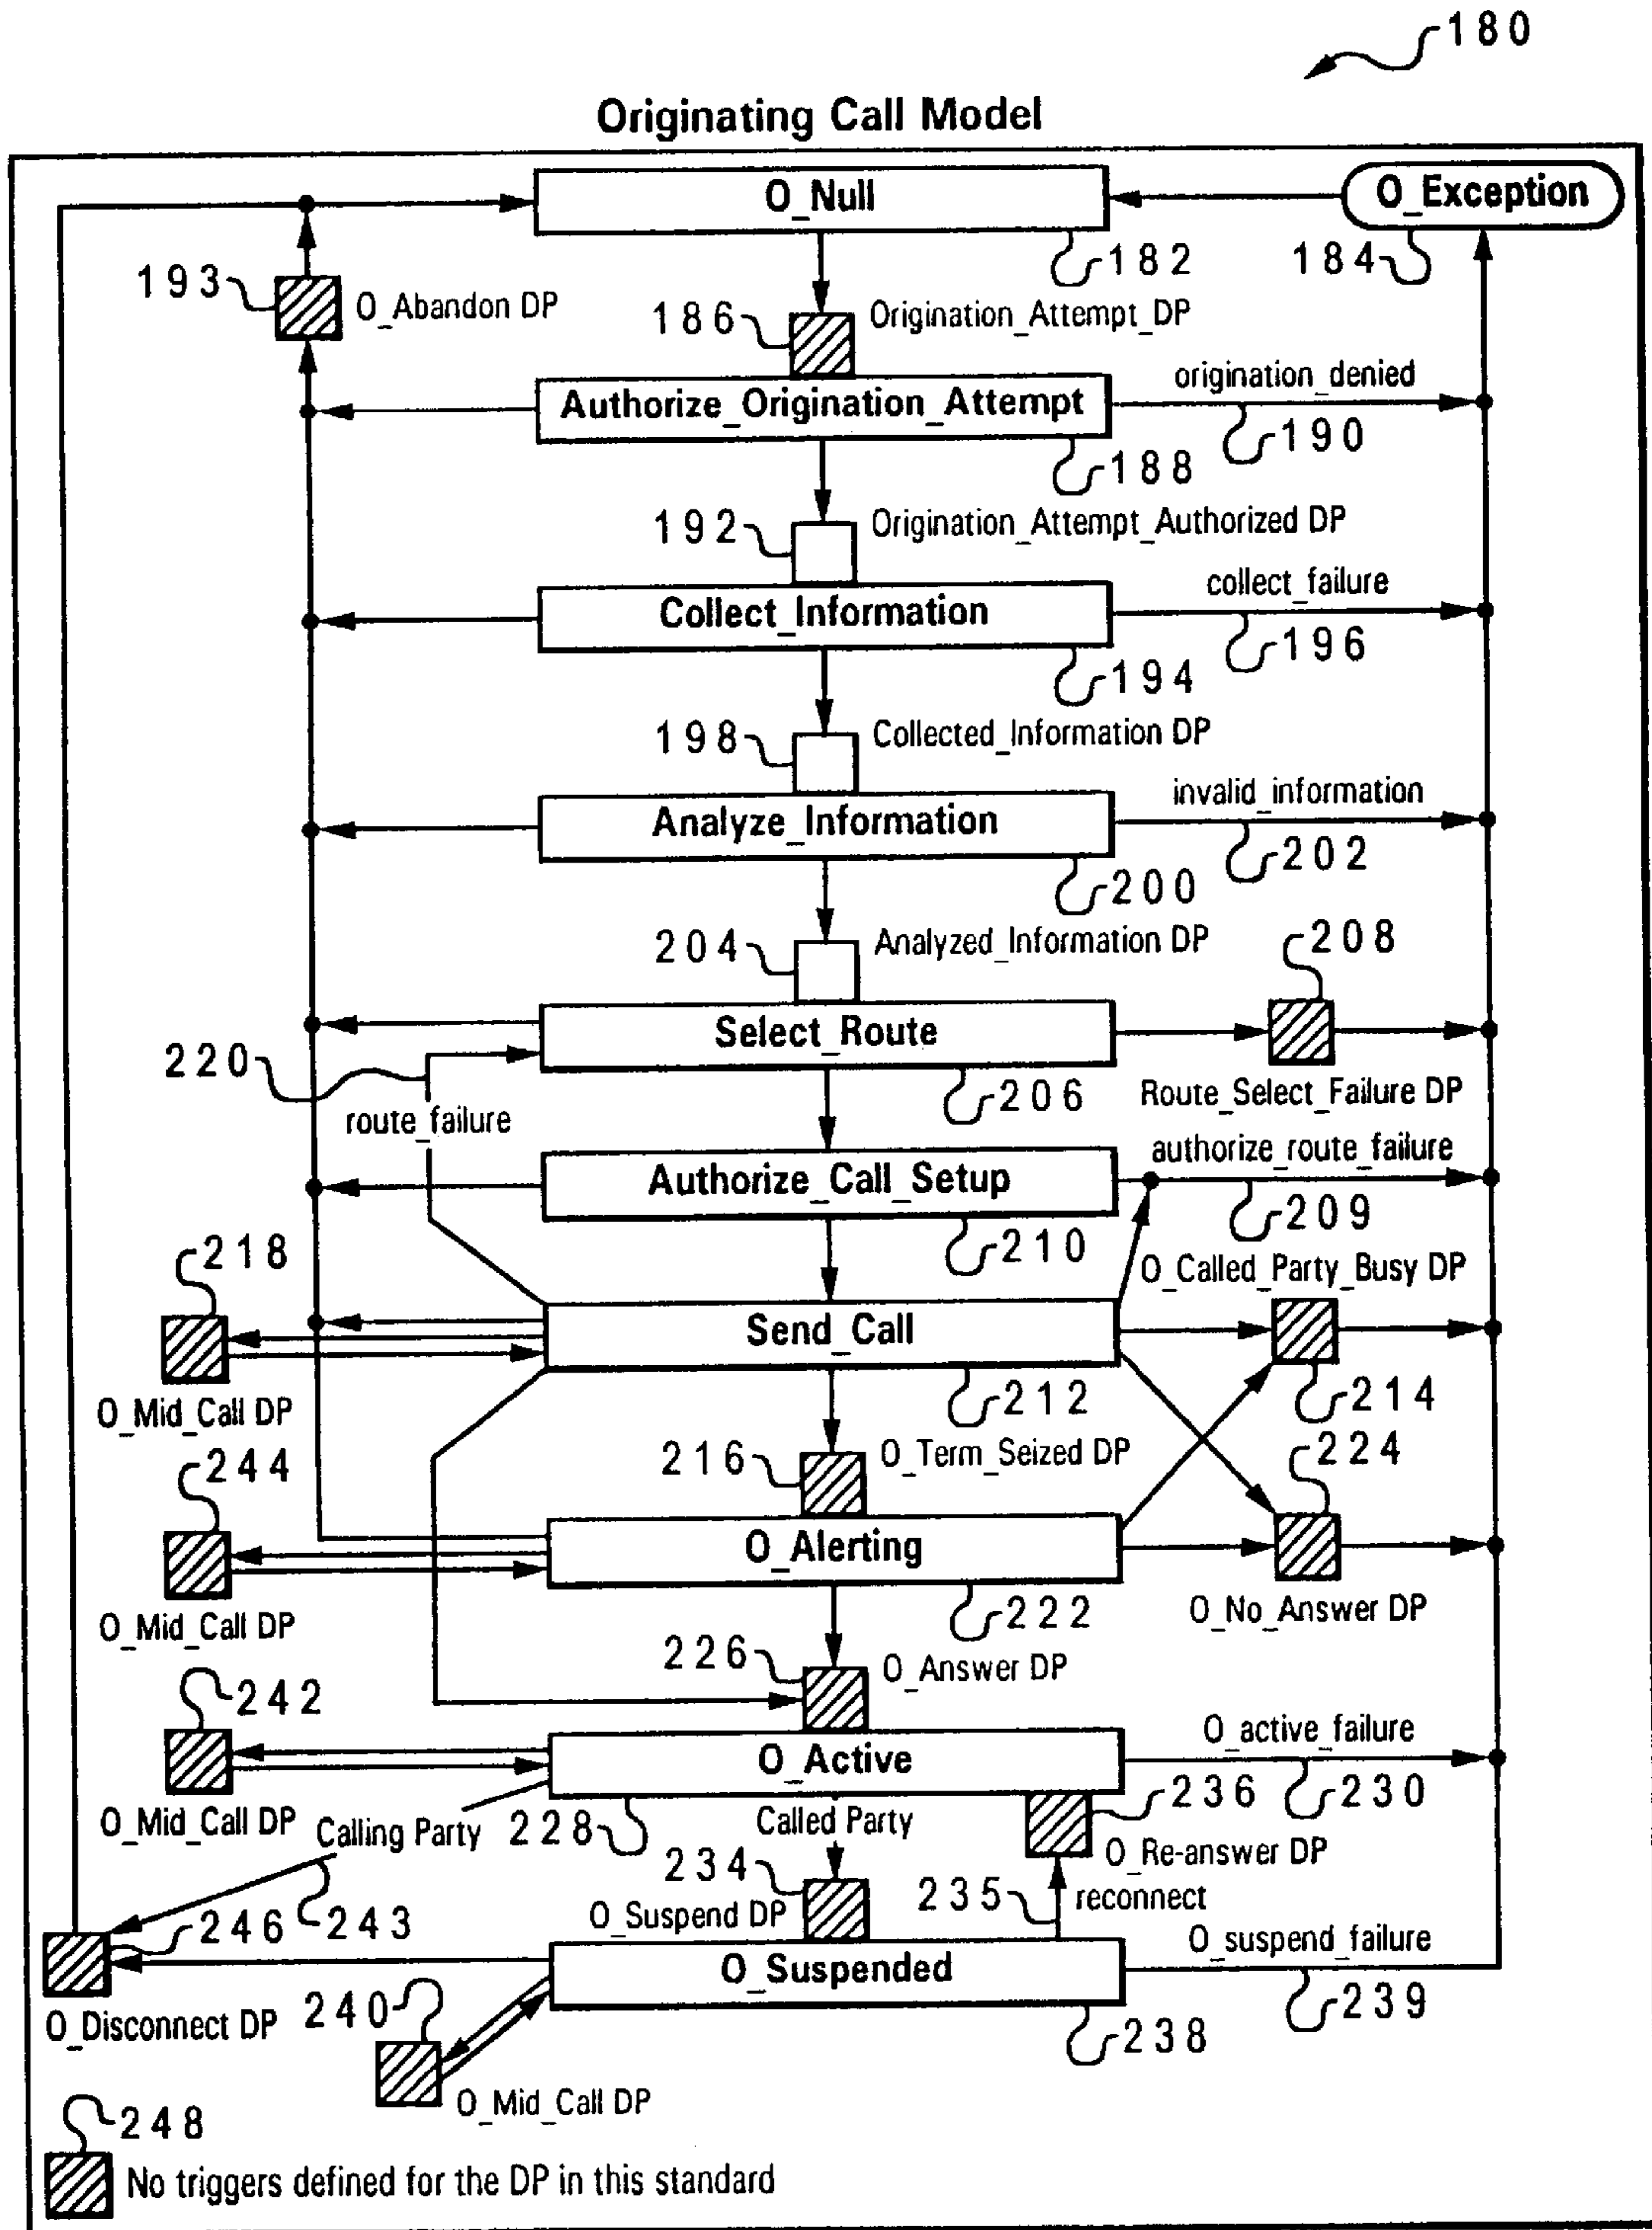 180
Originating Call Model
O_Null
O_Exception
182
184
193
O_Abandon DP
186
Origination_Attempt_DP
Authorize_Origination_Attempt
origination_denied
190
188
192
Origination_Attempt_Authorized DP
Collect_Information
collect_failure
196
194
198
Collected_Information DP
Analyze_Information
invalid_information
202
200
204
Analyzed_Information DP
208
Select_Route
220
206
Route_Select_Failure DP
route_failure
authorize_route_failure
Authorize_Call_Setup
209
210
218
O_Called_Party_Busy DP
Send_Call
212
214
O_Mid_Call DP
244
216
O_Term_Seized DP
224
O_Alerting
222
O_No_Answer DP
O_Mid_Call DP
226
O_Answer DP
242
O_Active
O_active_failure
236
230
O_Mid_Call DP
Calling Party
228
Called Party
O_Re-answer DP
234
235
reconnect
O_Suspend DP
246
243
O_suspend_failure
O_Suspended
239
O_Disconnect DP
240
238
O_Mid_Call DP
248
No triggers defined for the DP in this standard